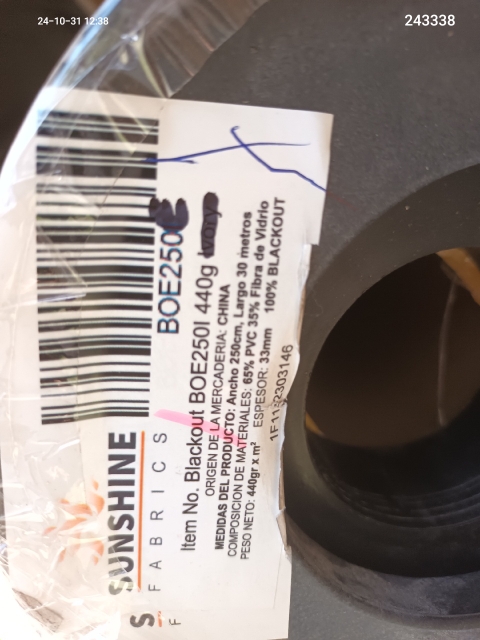 24-10-31 12:38
243338
BOE250
SUNSHINE
FABRICS
Item No. Blackout BOE250I 440g Ivory
ORIGEN DE LA MERCADERIA: CHINA
MEDIDAS DEL PRODUCTO: Ancho 250cm, Largo 30 metros
COMPOSICION DE MATERIALES: 65% PVC 35% Fibra de Vidrio
PESO NETO: 440gr x m² ESPESOR: 33mm 100% BLACKOUT
S
F